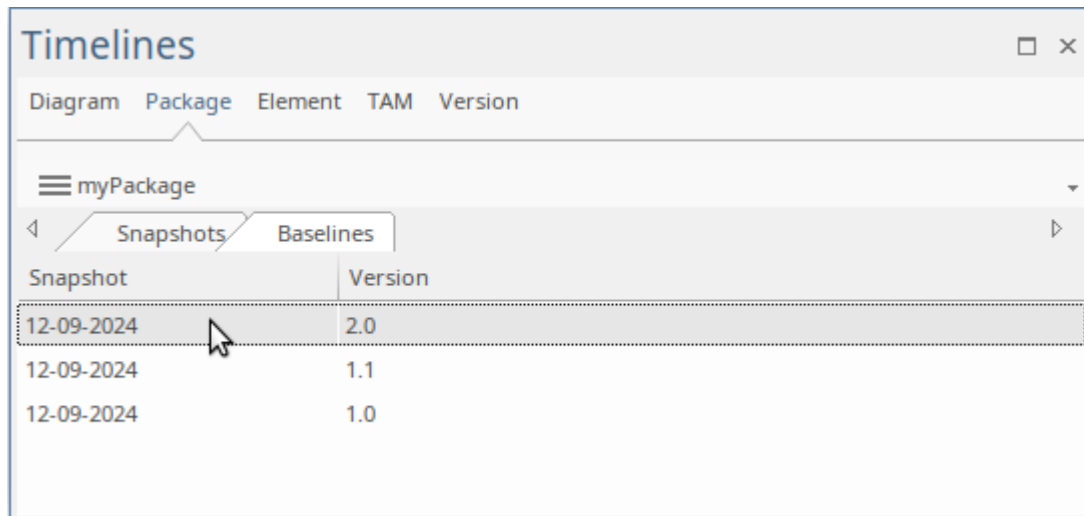 Timelines
Diagram Package Element TAM Version
myPackage
Snapshots Baselines
Snapshot Version
12-09-2024 2.0
12-09-2024 1.1
12-09-2024 1.0